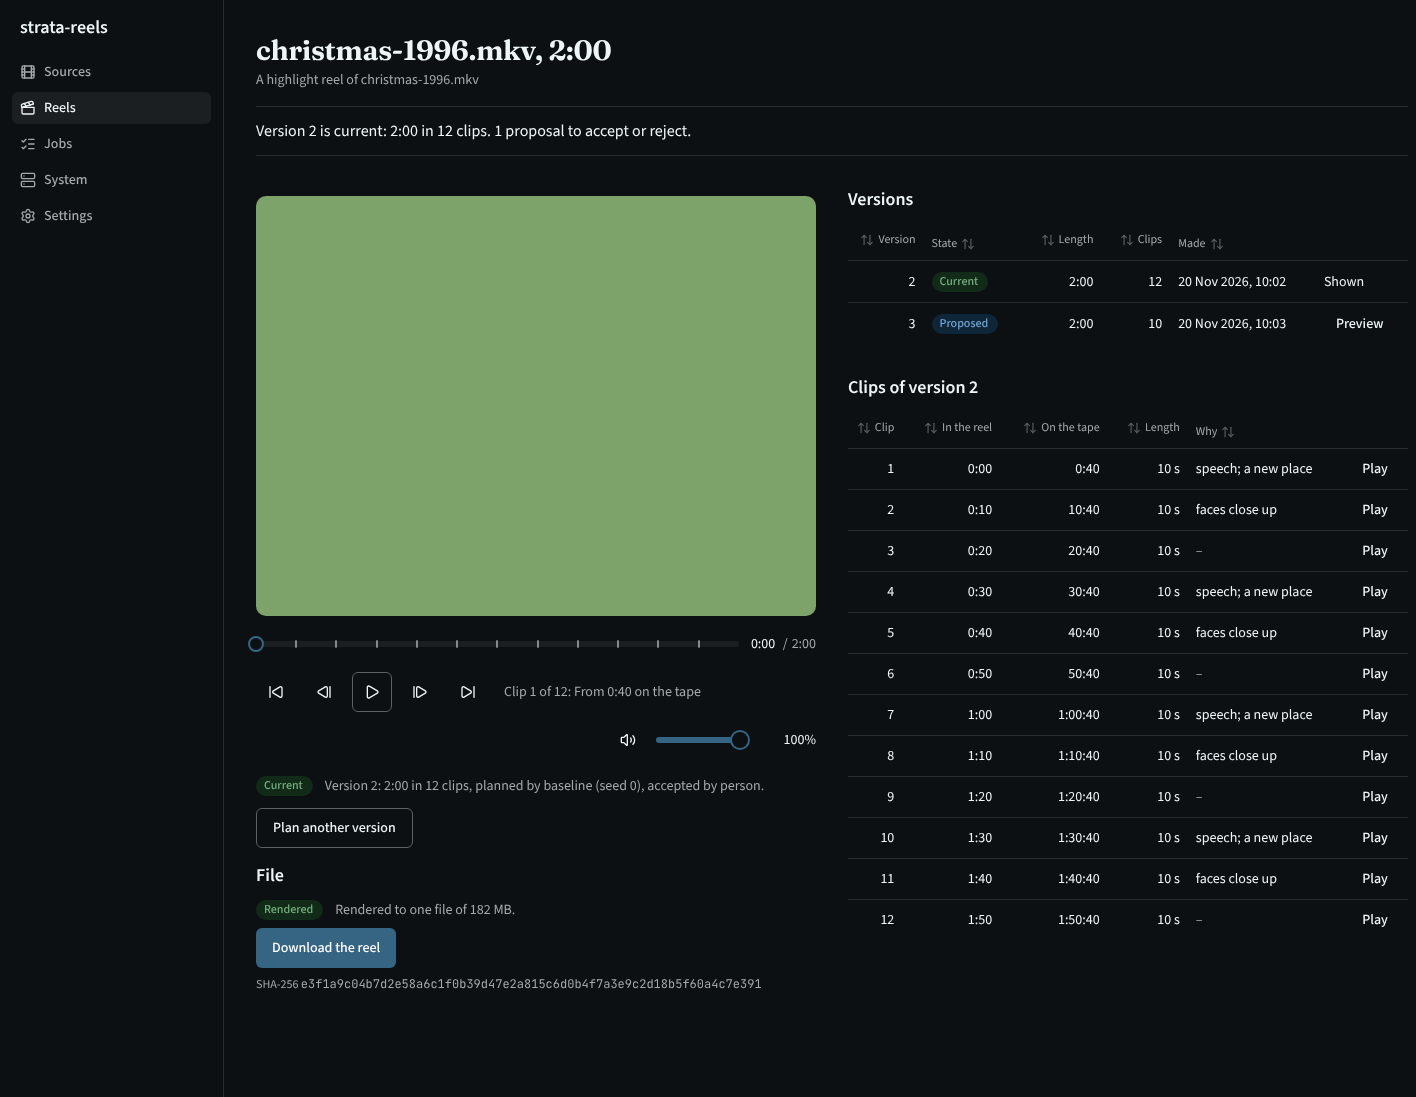 strata-reels
Sources
Reels
Jobs
System
Settings
christmas-1996.mkv, 2:00
A highlight reel of christmas-1996.mkv
Version 2 is current: 2:00 in 12 clips. 1 proposal to accept or reject.
0:00 / 2:00
Clip 1 of 12: From 0:40 on the tape
100%
Current Version 2: 2:00 in 12 clips, planned by baseline (seed 0), accepted by person.
Plan another version
File
Rendered Rendered to one file of 182 MB.
Download the reel
SHA-256 e3f1a9c04b7d2e58a6c1f0b39d47e2a815c6d0b4f7a3e9c2d18b5f60a4c7e391
Versions
Version State Length Clips Made
2 Current 2:00 12 20 Nov 2026, 10:02 Shown
3 Proposed 2:00 10 20 Nov 2026, 10:03 Preview
Clips of version 2
Clip In the reel On the tape Length Why
1 0:00 0:40 10 s speech; a new place Play
2 0:10 10:40 10 s faces close up Play
3 0:20 20:40 10 s – Play
4 0:30 30:40 10 s speech; a new place Play
5 0:40 40:40 10 s faces close up Play
6 0:50 50:40 10 s – Play
7 1:00 1:00:40 10 s speech; a new place Play
8 1:10 1:10:40 10 s faces close up Play
9 1:20 1:20:40 10 s – Play
10 1:30 1:30:40 10 s speech; a new place Play
11 1:40 1:40:40 10 s faces close up Play
12 1:50 1:50:40 10 s – Play